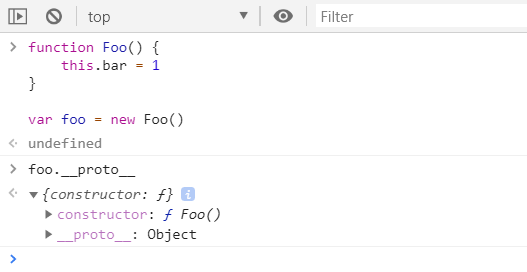 top ▼ Filter
> function Foo() {
this.bar = 1
}
var foo = new Foo()
<· undefined
> foo.__proto__
<· ▼ {constructor: ƒ} i
▶ constructor: ƒ Foo()
▶ __proto__: Object
>